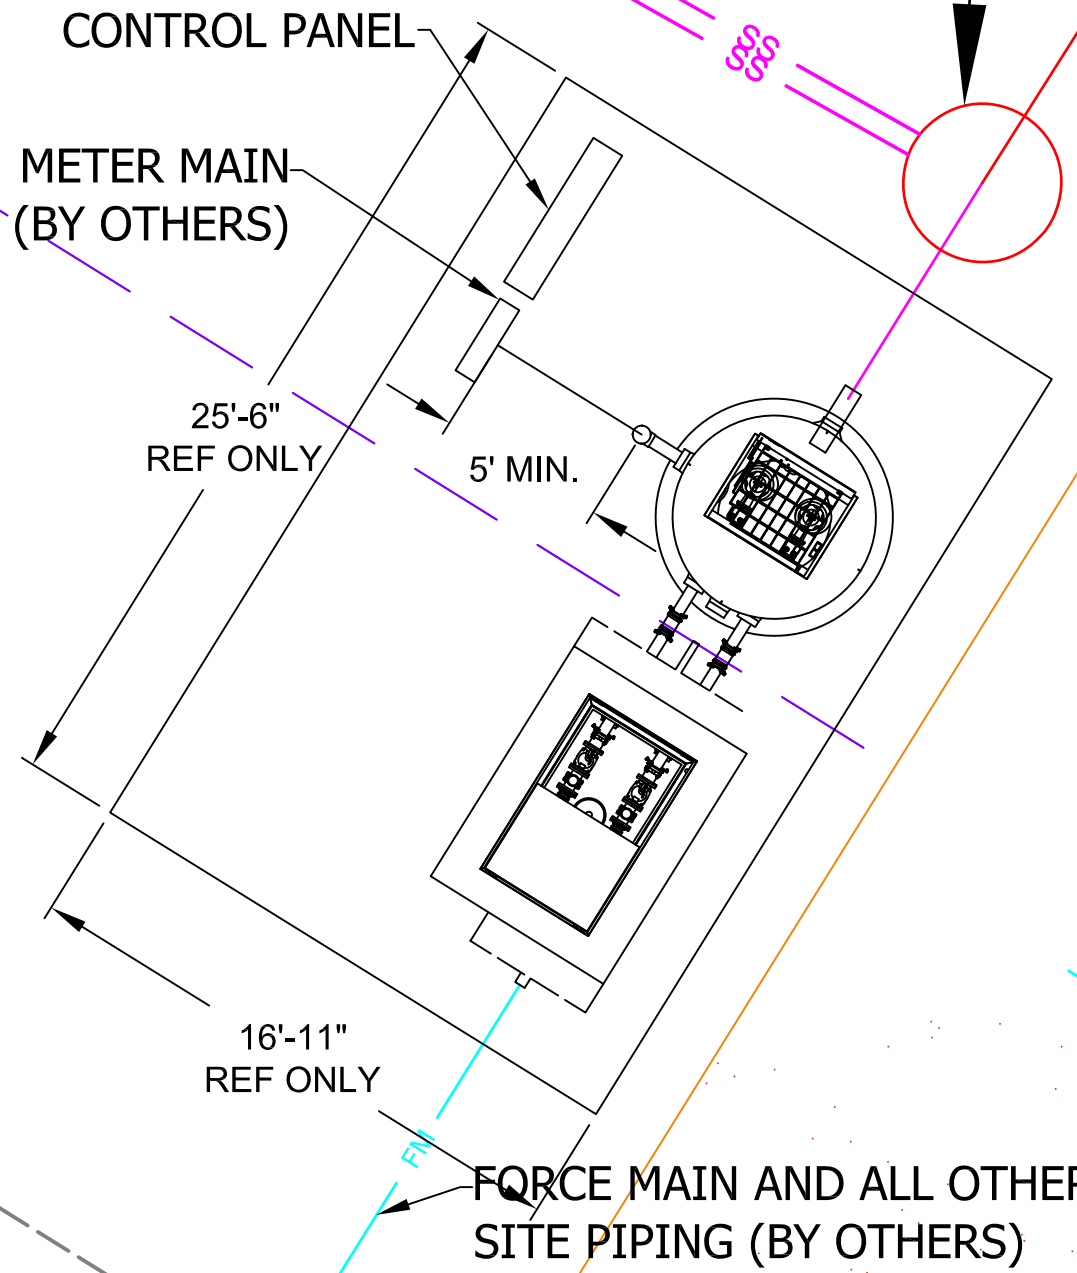 CONTROL PANEL
SS
SS
METER MAIN
(BY OTHERS)
25'-6"
REF ONLY
5' MIN.
16'-11"
REF ONLY
FM
FORCE MAIN AND ALL OTHER
SITE PIPING (BY OTHERS)